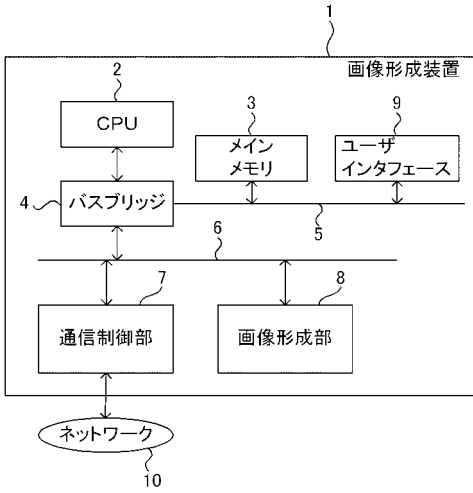 1
画像形成装置
2
CPU
3
メイン
メモリ
9
ユーザ
インタフェース
4
バスブリッジ
5
6
7
通信制御部
8
画像形成部
ネットワーク
10